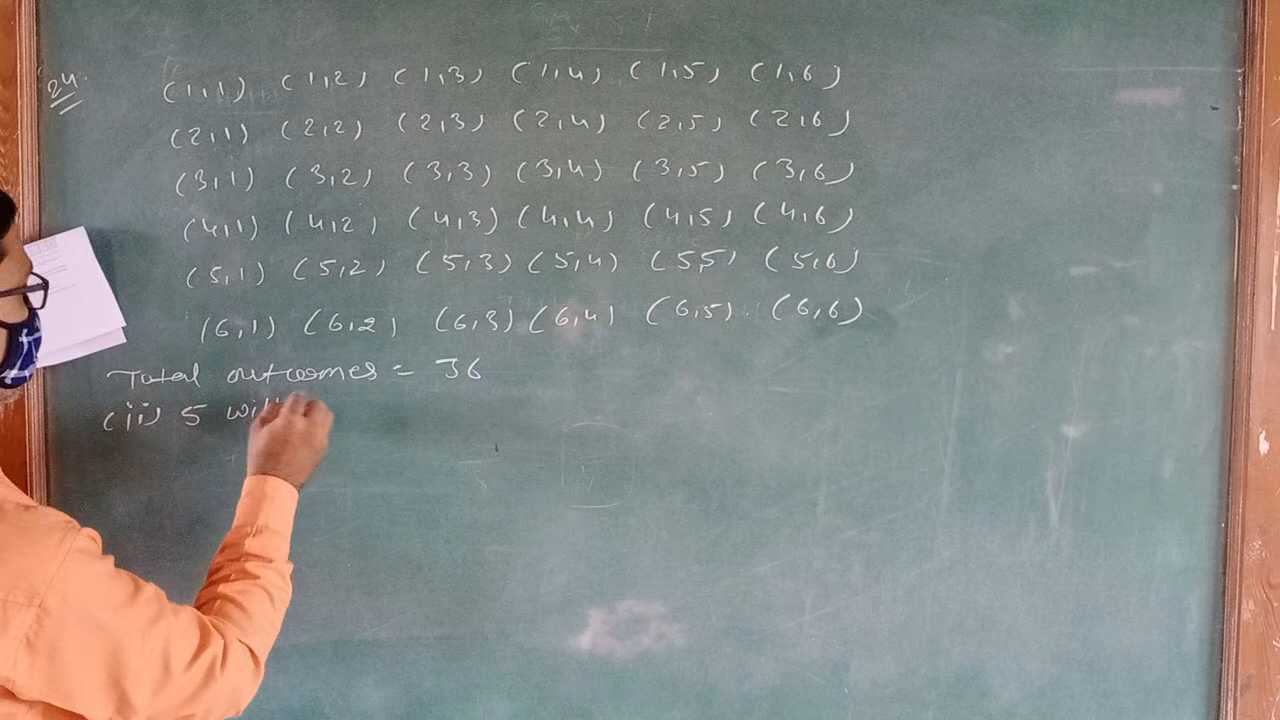 24.
(1,1) (1,2) (1,3) (1,4) (1,5) (1,6)
(2,1) (2,2) (2,3) (2,4) (2,5) (2,6)
(3,1) (3,2) (3,3) (3,4) (3,5) (3,6)
(4,1) (4,2) (4,3) (4,4) (4,5) (4,6)
(5,1) (5,2) (5,3) (5,4) (5,5) (5,6)
(6,1) (6,2) (6,3) (6,4) (6,5) (6,6)
Total outcomes = 36
(ii) 5 will